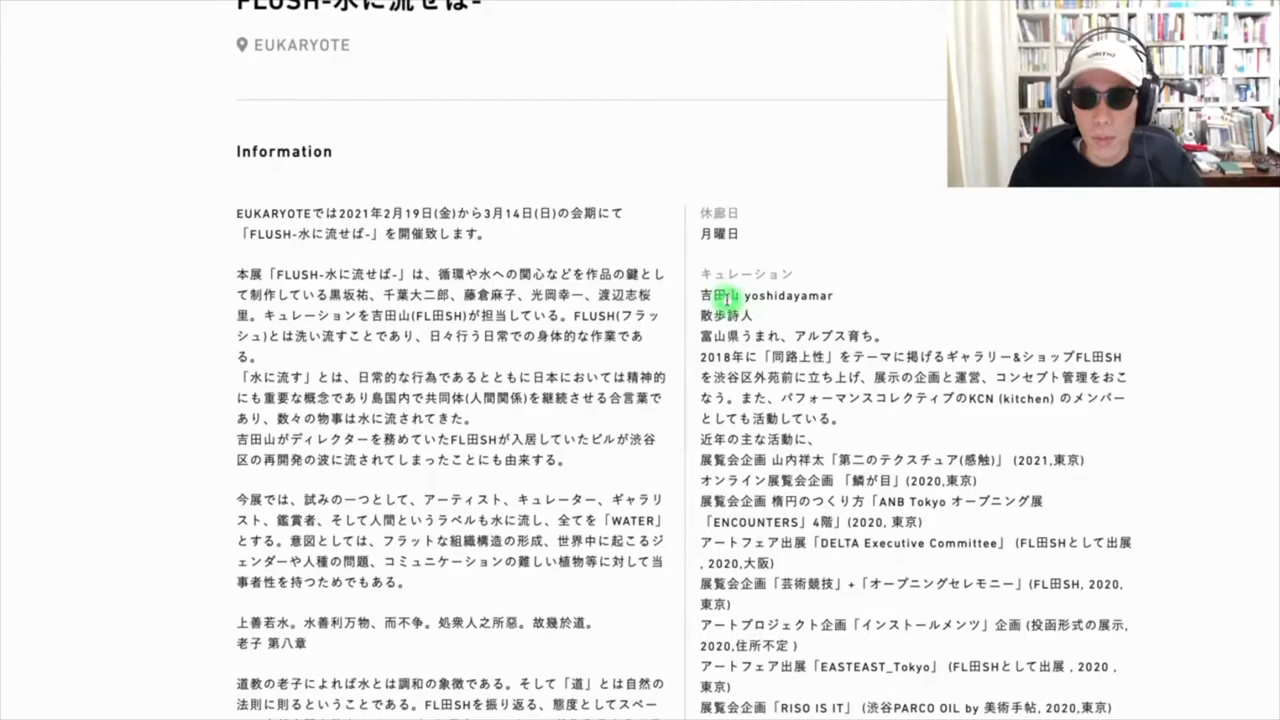 FLUSH-水に流せば-
EUKARYOTE
Information
EUKARYOTEでは2021年2月19日(金)から3月14日(日)の会期にて
「FLUSH-水に流せば-」を開催致します。
本展「FLUSH-水に流せば-」は、循環や水への関心などを作品の鍵とし
て制作している黒坂祐、千葉大二郎、藤倉麻子、光岡幸一、渡辺志桜
里。キュレーションを吉田山(FL田SH)が担当している。FLUSH(フラッ
シュ)とは洗い流すことであり、日々行う日常での身体的な作業であ
る。
「水に流す」とは、日常的な行為であるとともに日本においては精神的
にも重要な概念であり島国内で共同体(人間関係)を継続させる合言葉で
あり、数々の物事は水に流されてきた。
吉田山がディレクターを務めていたFL田SHが入居していたビルが渋谷
区の再開発の波に流されてしまったことにも由来する。
今展では、試みの一つとして、アーティスト、キュレーター、ギャラリ
スト、鑑賞者、そして人間というラベルも水に流し、全てを「WATER」
とする。意図としては、フラットな組織構造の形成、世界中に起こるジ
ェンダーや人種の問題、コミュニケーションの難しい植物等に対して当
事者性を持つためでもある。
上善若水。水善利万物、而不争。処衆人之所惡。故幾於道。
老子 第八章
道教の老子によれば水とは調和の象徴である。そして「道」とは自然の
法則に則るということである。FL田SHを振り返る、態度としてスペー
休廊日
月曜日
キュレーション
吉田山 yoshidayamar
散歩詩人
富山県うまれ、アルプス育ち。
2018年に「同路上性」をテーマに掲げるギャラリー&ショップFL田SH
を渋谷区外苑前に立ち上げ、展示の企画と運営、コンセプト管理をおこ
なう。また、パフォーマンスコレクティブのKCN (kitchen) のメンバー
としても活動している。
近年の主な活動に、
展覧会企画 山内祥太「第二のテクスチュア(感触)」 (2021,東京)
オンライン展覧会企画 「鱗が目」(2020,東京)
展覧会企画 楕円のつくり方「ANB Tokyo オープニング展
「ENCOUNTERS」4階」(2020, 東京)
アートフェア出展「DELTA Executive Committee」 (FL田SHとして出展
, 2020,大阪)
展覧会企画「芸術競技」+「オープニングセレモニー」(FL田SH, 2020,
東京)
アートプロジェクト企画「インストールメンツ」企画 (投函形式の展示,
2020,住所不定 )
アートフェア出展「EASTEAST_Tokyo」 (FL田SHとして出展 , 2020 ,
東京)
展覧会企画「RISO IS IT」 (渋谷PARCO OIL by 美術手帖, 2020,東京)